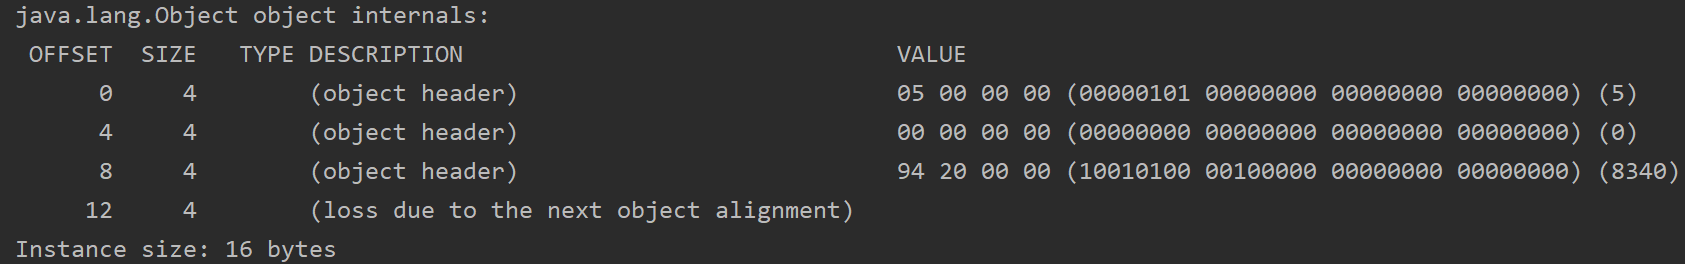 java.lang.Object object internals:
OFFSET SIZE TYPE DESCRIPTION VALUE
0 4 (object header) 05 00 00 00 (00000101 00000000 00000000 00000000) (5)
4 4 (object header) 00 00 00 00 (00000000 00000000 00000000 00000000) (0)
8 4 (object header) 94 20 00 00 (10010100 00100000 00000000 00000000) (8340)
12 4 (loss due to the next object alignment)
Instance size: 16 bytes